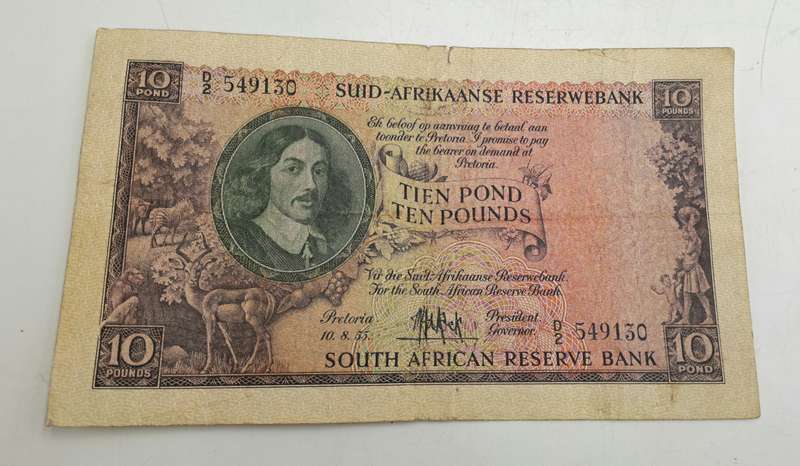 10
POND
D/2 549130
SUID-AFRIKAANSE RESERWEBANK
10
POUNDS
Ek beloof op aanvraag te betaal aan
toonder te Pretoria. I promise to pay
the bearer on demand at
Pretoria.
TIEN POND
TEN POUNDS
Vir die Suid-Afrikaanse Reserwebank
For the South African Reserve Bank
Pretoria
10.8.55.
President.
Governor.
D/2 549130
10
POUNDS
SOUTH AFRICAN RESERVE BANK
10
POND